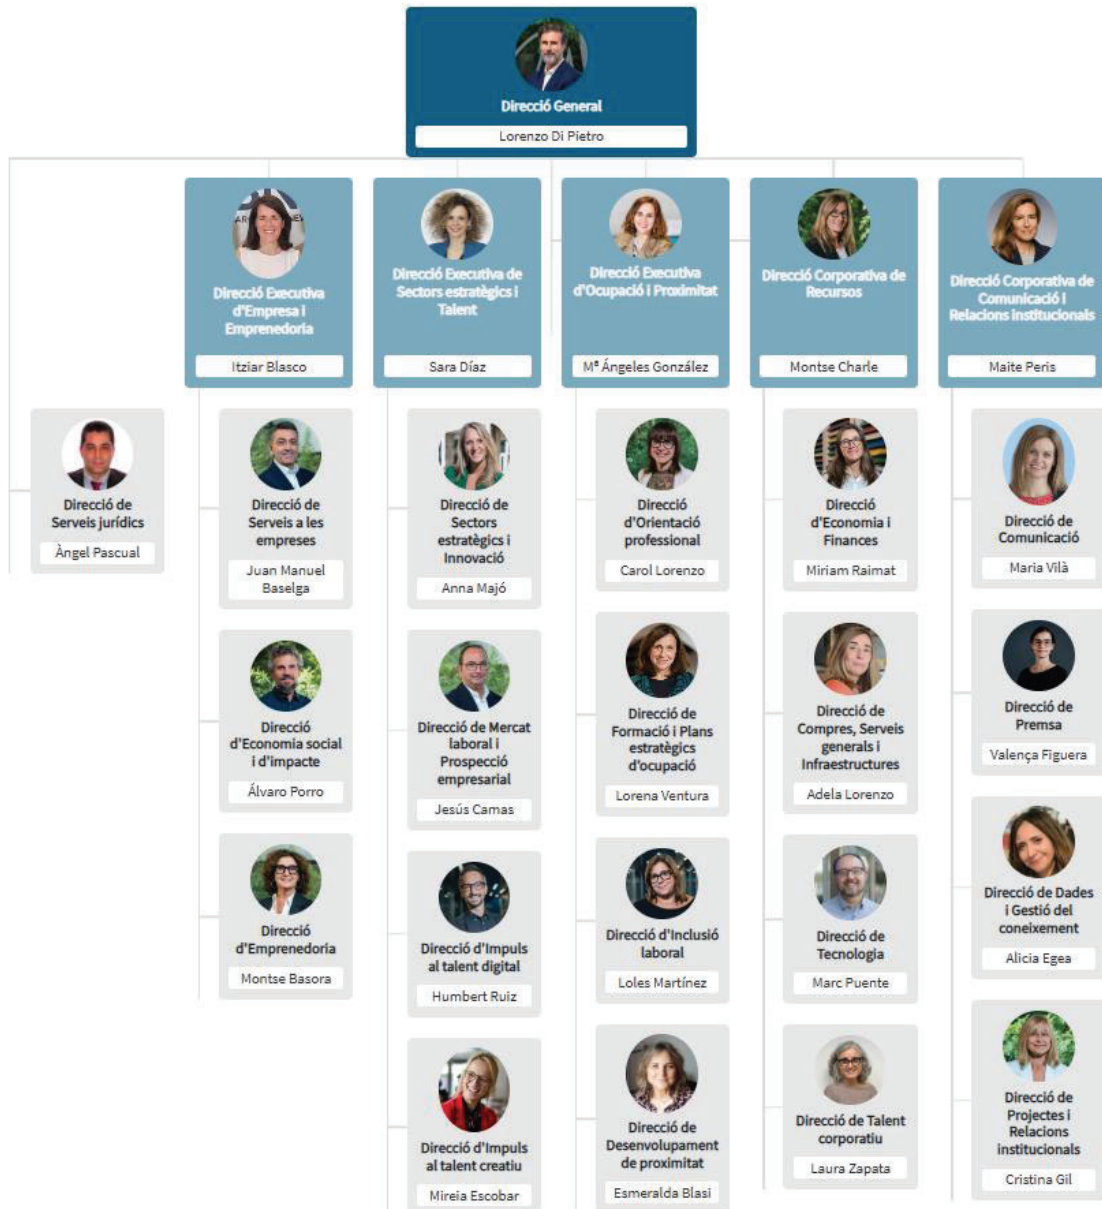 Direcció General
Lorenzo Di Pietro
Direcció Executiva
d'Empresa i
Emprenedoria
Itziar Blasco
Direcció Executiva de
Sectors estratègics i
Talent
Sara Díaz
Direcció Executiva
d'Ocupació i Proximitat
Mª Ángeles González
Direcció Corporativa de
Recursos
Montse Charle
Direcció Corporativa de
Comunicació i
Relacions institucionals
Maite Peris
Direcció de
Serveis jurídics
Àngel Pascual
Direcció de
Serveis a les
empreses
Juan Manuel
Baselga
Direcció
d'Economia social
i d'impacte
Álvaro Porro
Direcció
d'Emprenedoria
Montse Basora
Direcció de
Sectors
estratègics i
Innovació
Anna Majó
Direcció de Mercat
laboral i
Prospecció
empresarial
Jesús Camas
Direcció d'Impuls
al talent digital
Humbert Ruiz
Direcció d'Impuls
al talent creatiu
Mireia Escobar
Direcció
d'Orientació
professional
Carol Lorenzo
Direcció de
Formació i Plans
estratègics
d'ocupació
Lorena Ventura
Direcció d'Inclusió
laboral
Loles Martínez
Direcció de
Desenvolupament
de proximitat
Esmeralda Blasi
Direcció
d'Economia i
Finances
Miriam Raimat
Direcció de
Compres, Serveis
generals i
Infraestructures
Adela Lorenzo
Direcció de
Tecnologia
Marc Puente
Direcció de Talent
corporatiu
Laura Zapata
Direcció de
Comunicació
Maria Vilà
Direcció de
Premsa
Valença Figuera
Direcció de Dades
i Gestió del
coneixement
Alicia Egea
Direcció de
Projectes i
Relacions
institucionals
Cristina Gil